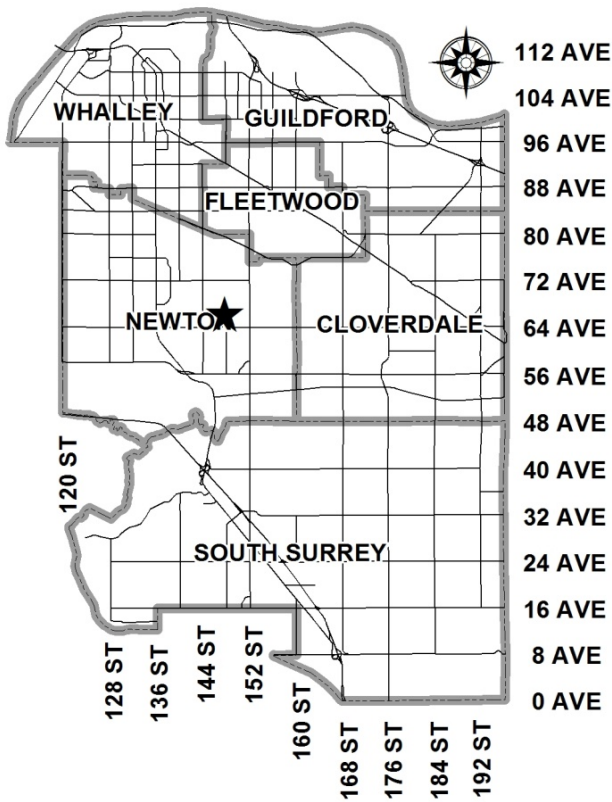 112 AVE
104 AVE
WHALLEY
GUILDFORD
96 AVE
88 AVE
FLEETWOOD
80 AVE
72 AVE
NEWTO
CLOVERDALE
64 AVE
56 AVE
48 AVE
120 ST
40 AVE
32 AVE
SOUTH SURREY
24 AVE
16 AVE
128 ST
136 ST
144 ST
152 ST
160 ST
8 AVE
0 AVE
168 ST
176 ST
184 ST
192 ST